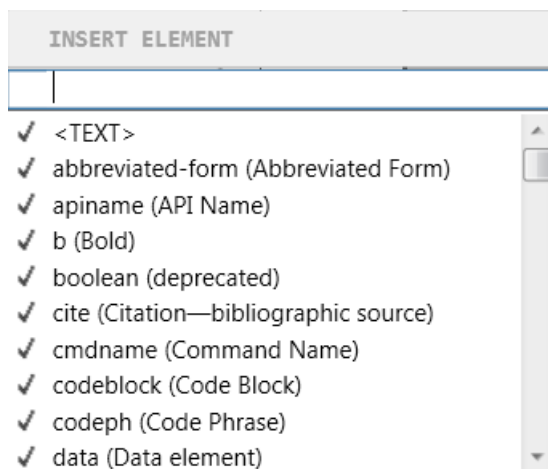 INSERT ELEMENT
<TEXT>
abbreviated-form (Abbreviated Form)
apiname (API Name)
b (Bold)
boolean (deprecated)
cite (Citation—bibliographic source)
cmdname (Command Name)
codeblock (Code Block)
codeph (Code Phrase)
data (Data element)